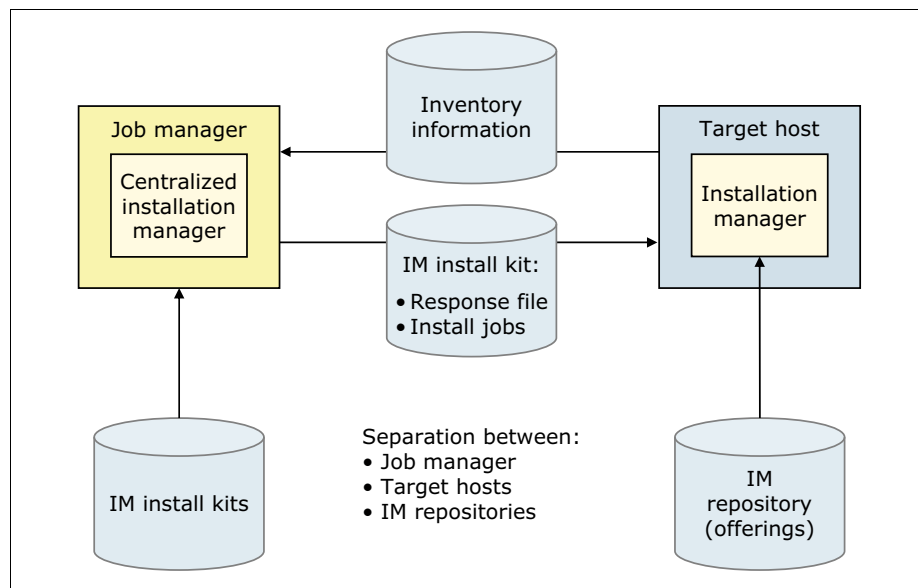 Inventory
information
Job manager
Target host
Centralized
installation
manager
Installation
manager
IM install kit:
• Response file
• Install jobs
Separation between:
• Job manager
• Target hosts
• IM repositories
IM install kits
IM
repository
(offerings)